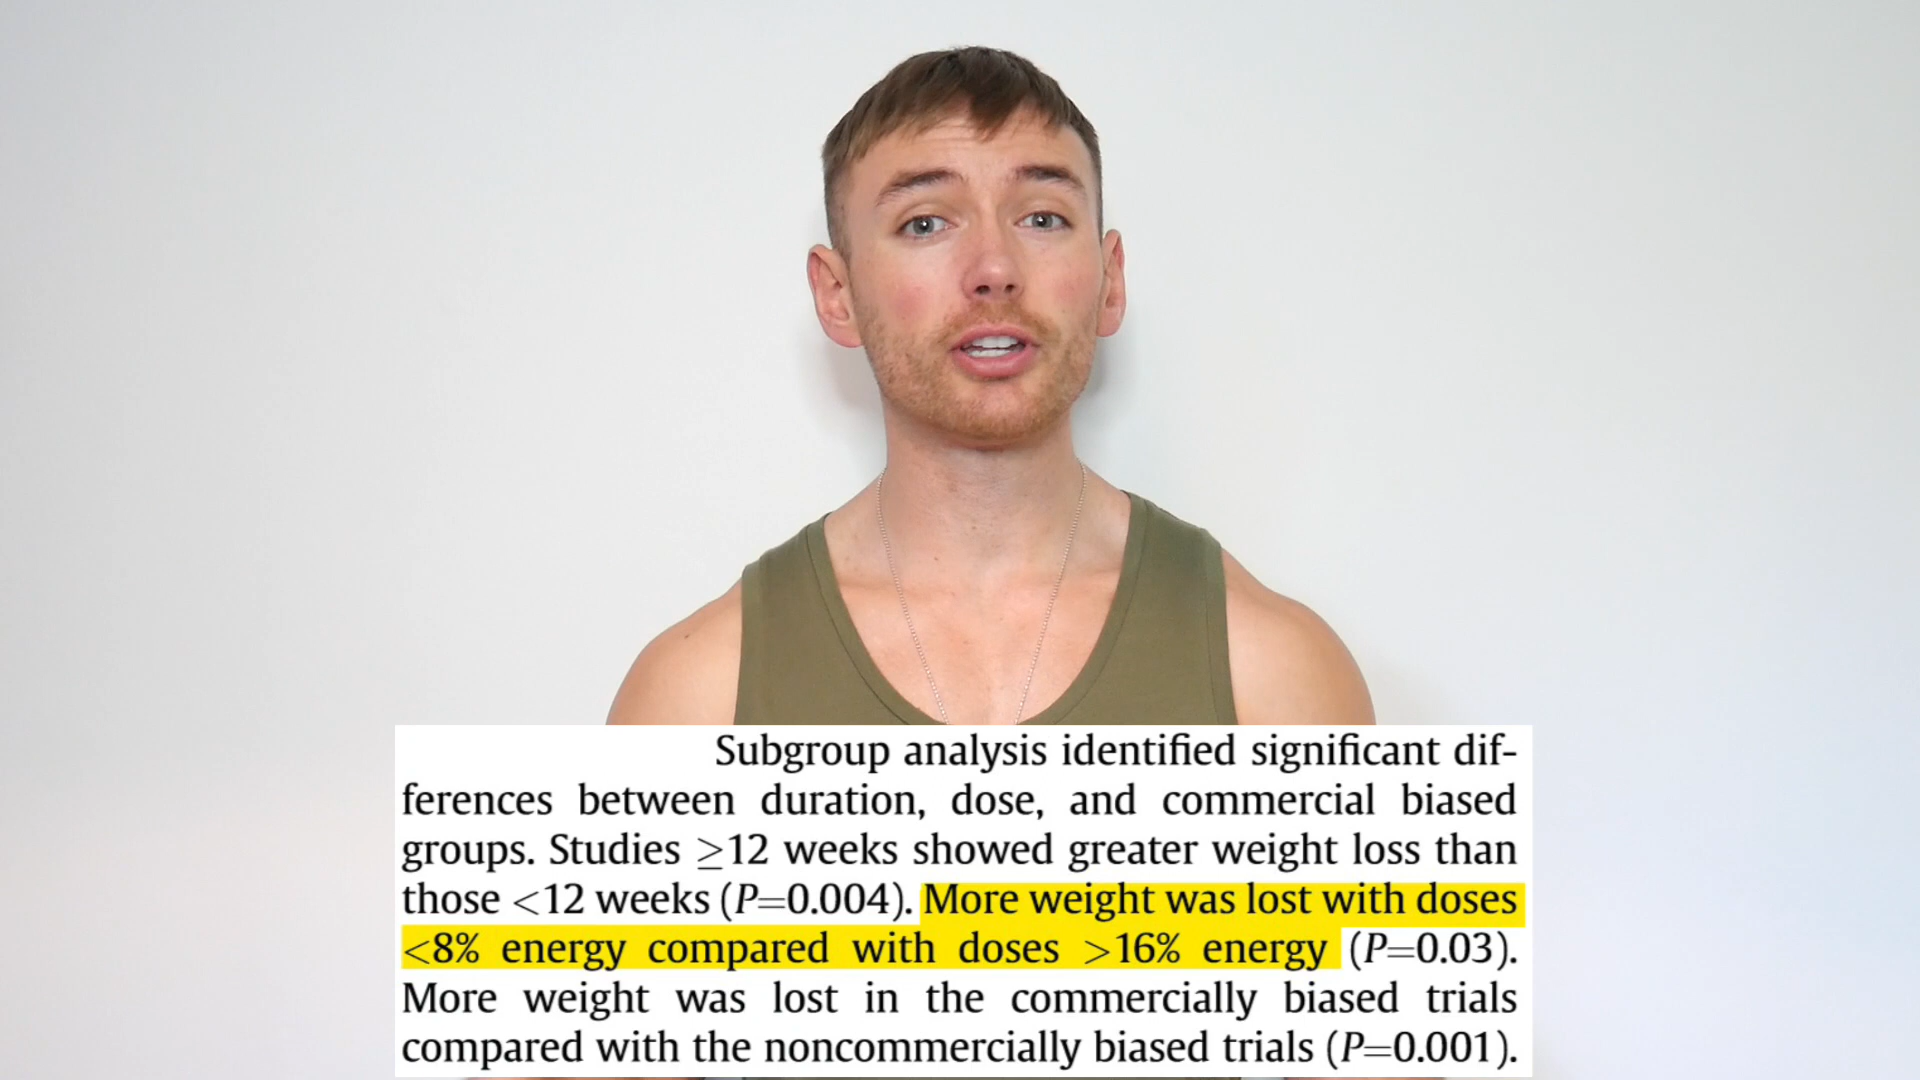 Subgroup analysis identified significant dif-
ferences between duration, dose, and commercial biased
groups. Studies ≥12 weeks showed greater weight loss than
those <12 weeks (P=0.004). More weight was lost with doses
<8% energy compared with doses >16% energy (P=0.03).
More weight was lost in the commercially biased trials
compared with the noncommercially biased trials (P=0.001).